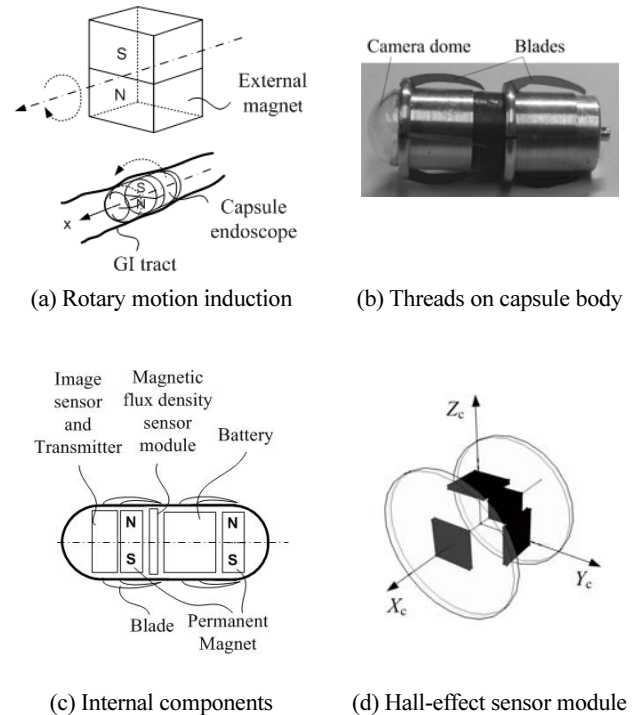 S
N
External
magnet
S
N
x
Capsule
endoscope
GI tract
(a) Rotary motion induction
Camera dome
Blades
(b) Threads on capsule body
Image
sensor
and
Transmitter
Magnetic
flux density
sensor
module
Battery
N
S
N
S
Blade
Permanent
Magnet
(c) Internal components
Zc
Yc
Xc
(d) Hall-effect sensor module